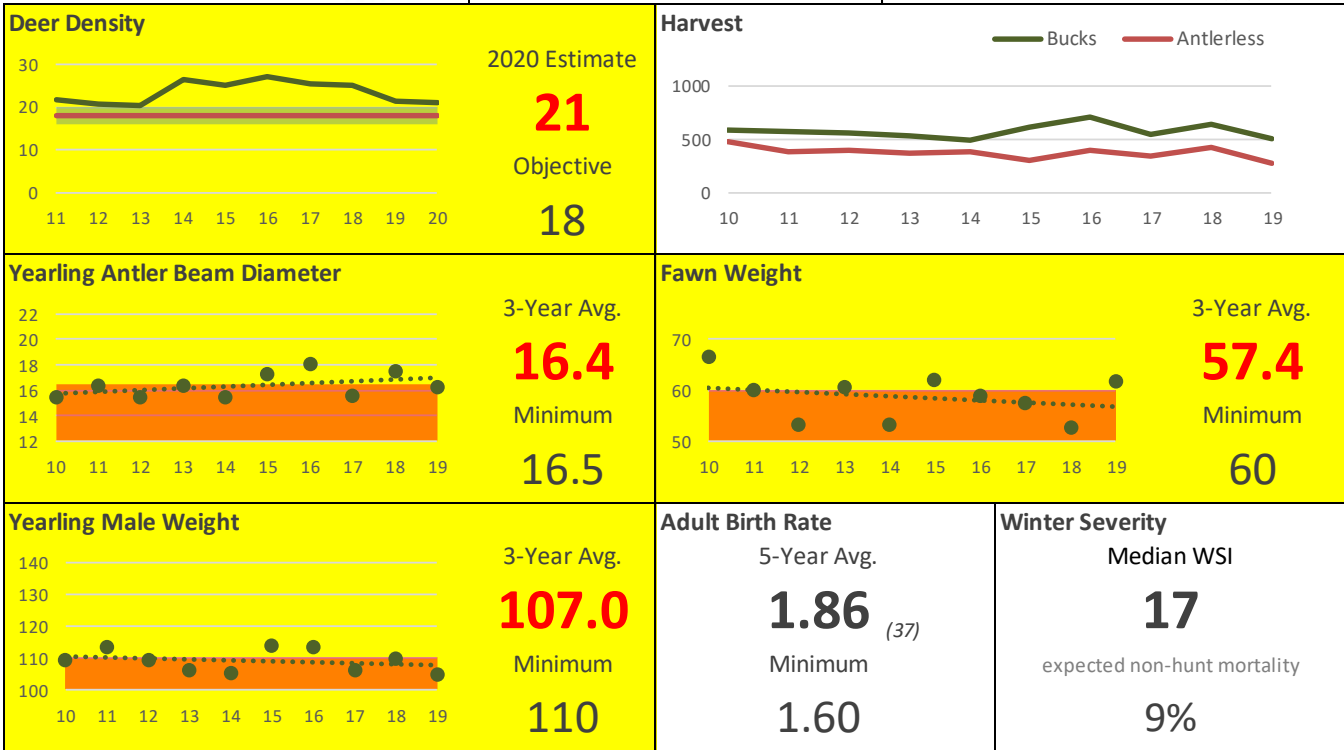 Deer Density
30
20
10
0
11 12 13 14 15 16 17 18 19 20
2020 Estimate
21
Objective
18
Harvest
Bucks Antlerless
1000
500
0
10 11 12 13 14 15 16 17 18 19
Yearling Antler Beam Diameter
22
20
18
16
14
12
10 11 12 13 14 15 16 17 18 19
3-Year Avg.
16.4
Minimum
16.5
Fawn Weight
70
60
50
10 11 12 13 14 15 16 17 18 19
3-Year Avg.
57.4
Minimum
60
Yearling Male Weight
140
130
120
110
100
10 11 12 13 14 15 16 17 18 19
3-Year Avg.
107.0
Minimum
110
Adult Birth Rate
5-Year Avg.
1.86 (37)
Minimum
1.60
Winter Severity
Median WSI
17
expected non-hunt mortality
9%